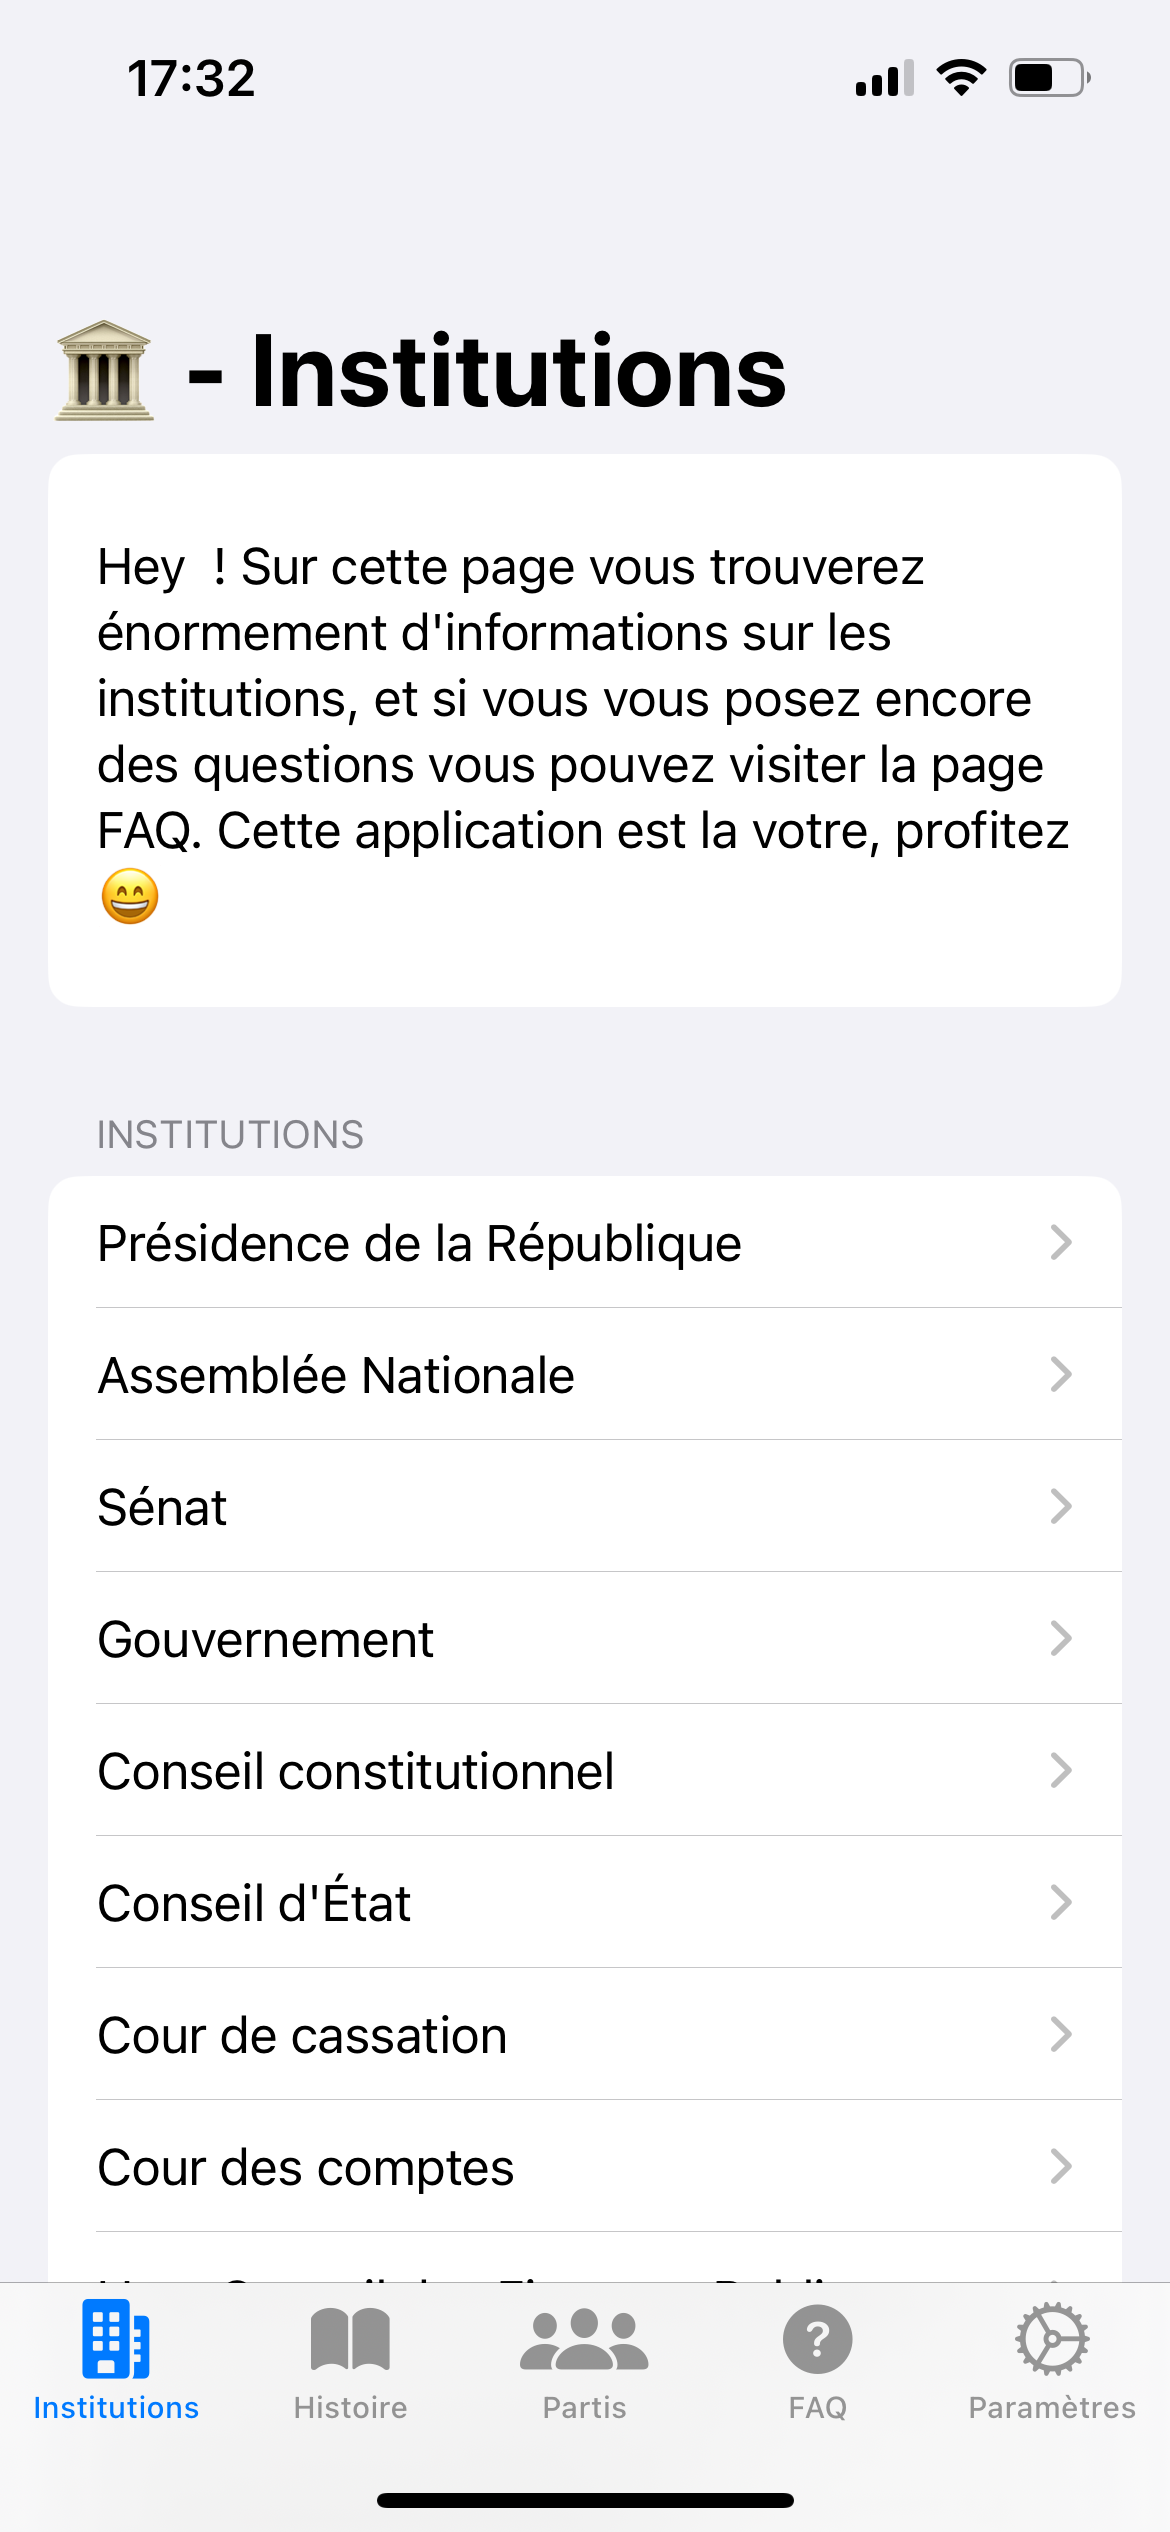 17:32
🏛️ - Institutions
Hey  ! Sur cette page vous trouverez
énormement d'informations sur les
institutions, et si vous vous posez encore
des questions vous pouvez visiter la page
FAQ. Cette application est la votre, profitez
😄
INSTITUTIONS
Présidence de la République
Assemblée Nationale
Sénat
Gouvernement
Conseil constitutionnel
Conseil d'État
Cour de cassation
Cour des comptes
Institutions
Histoire
Partis
FAQ
Paramètres